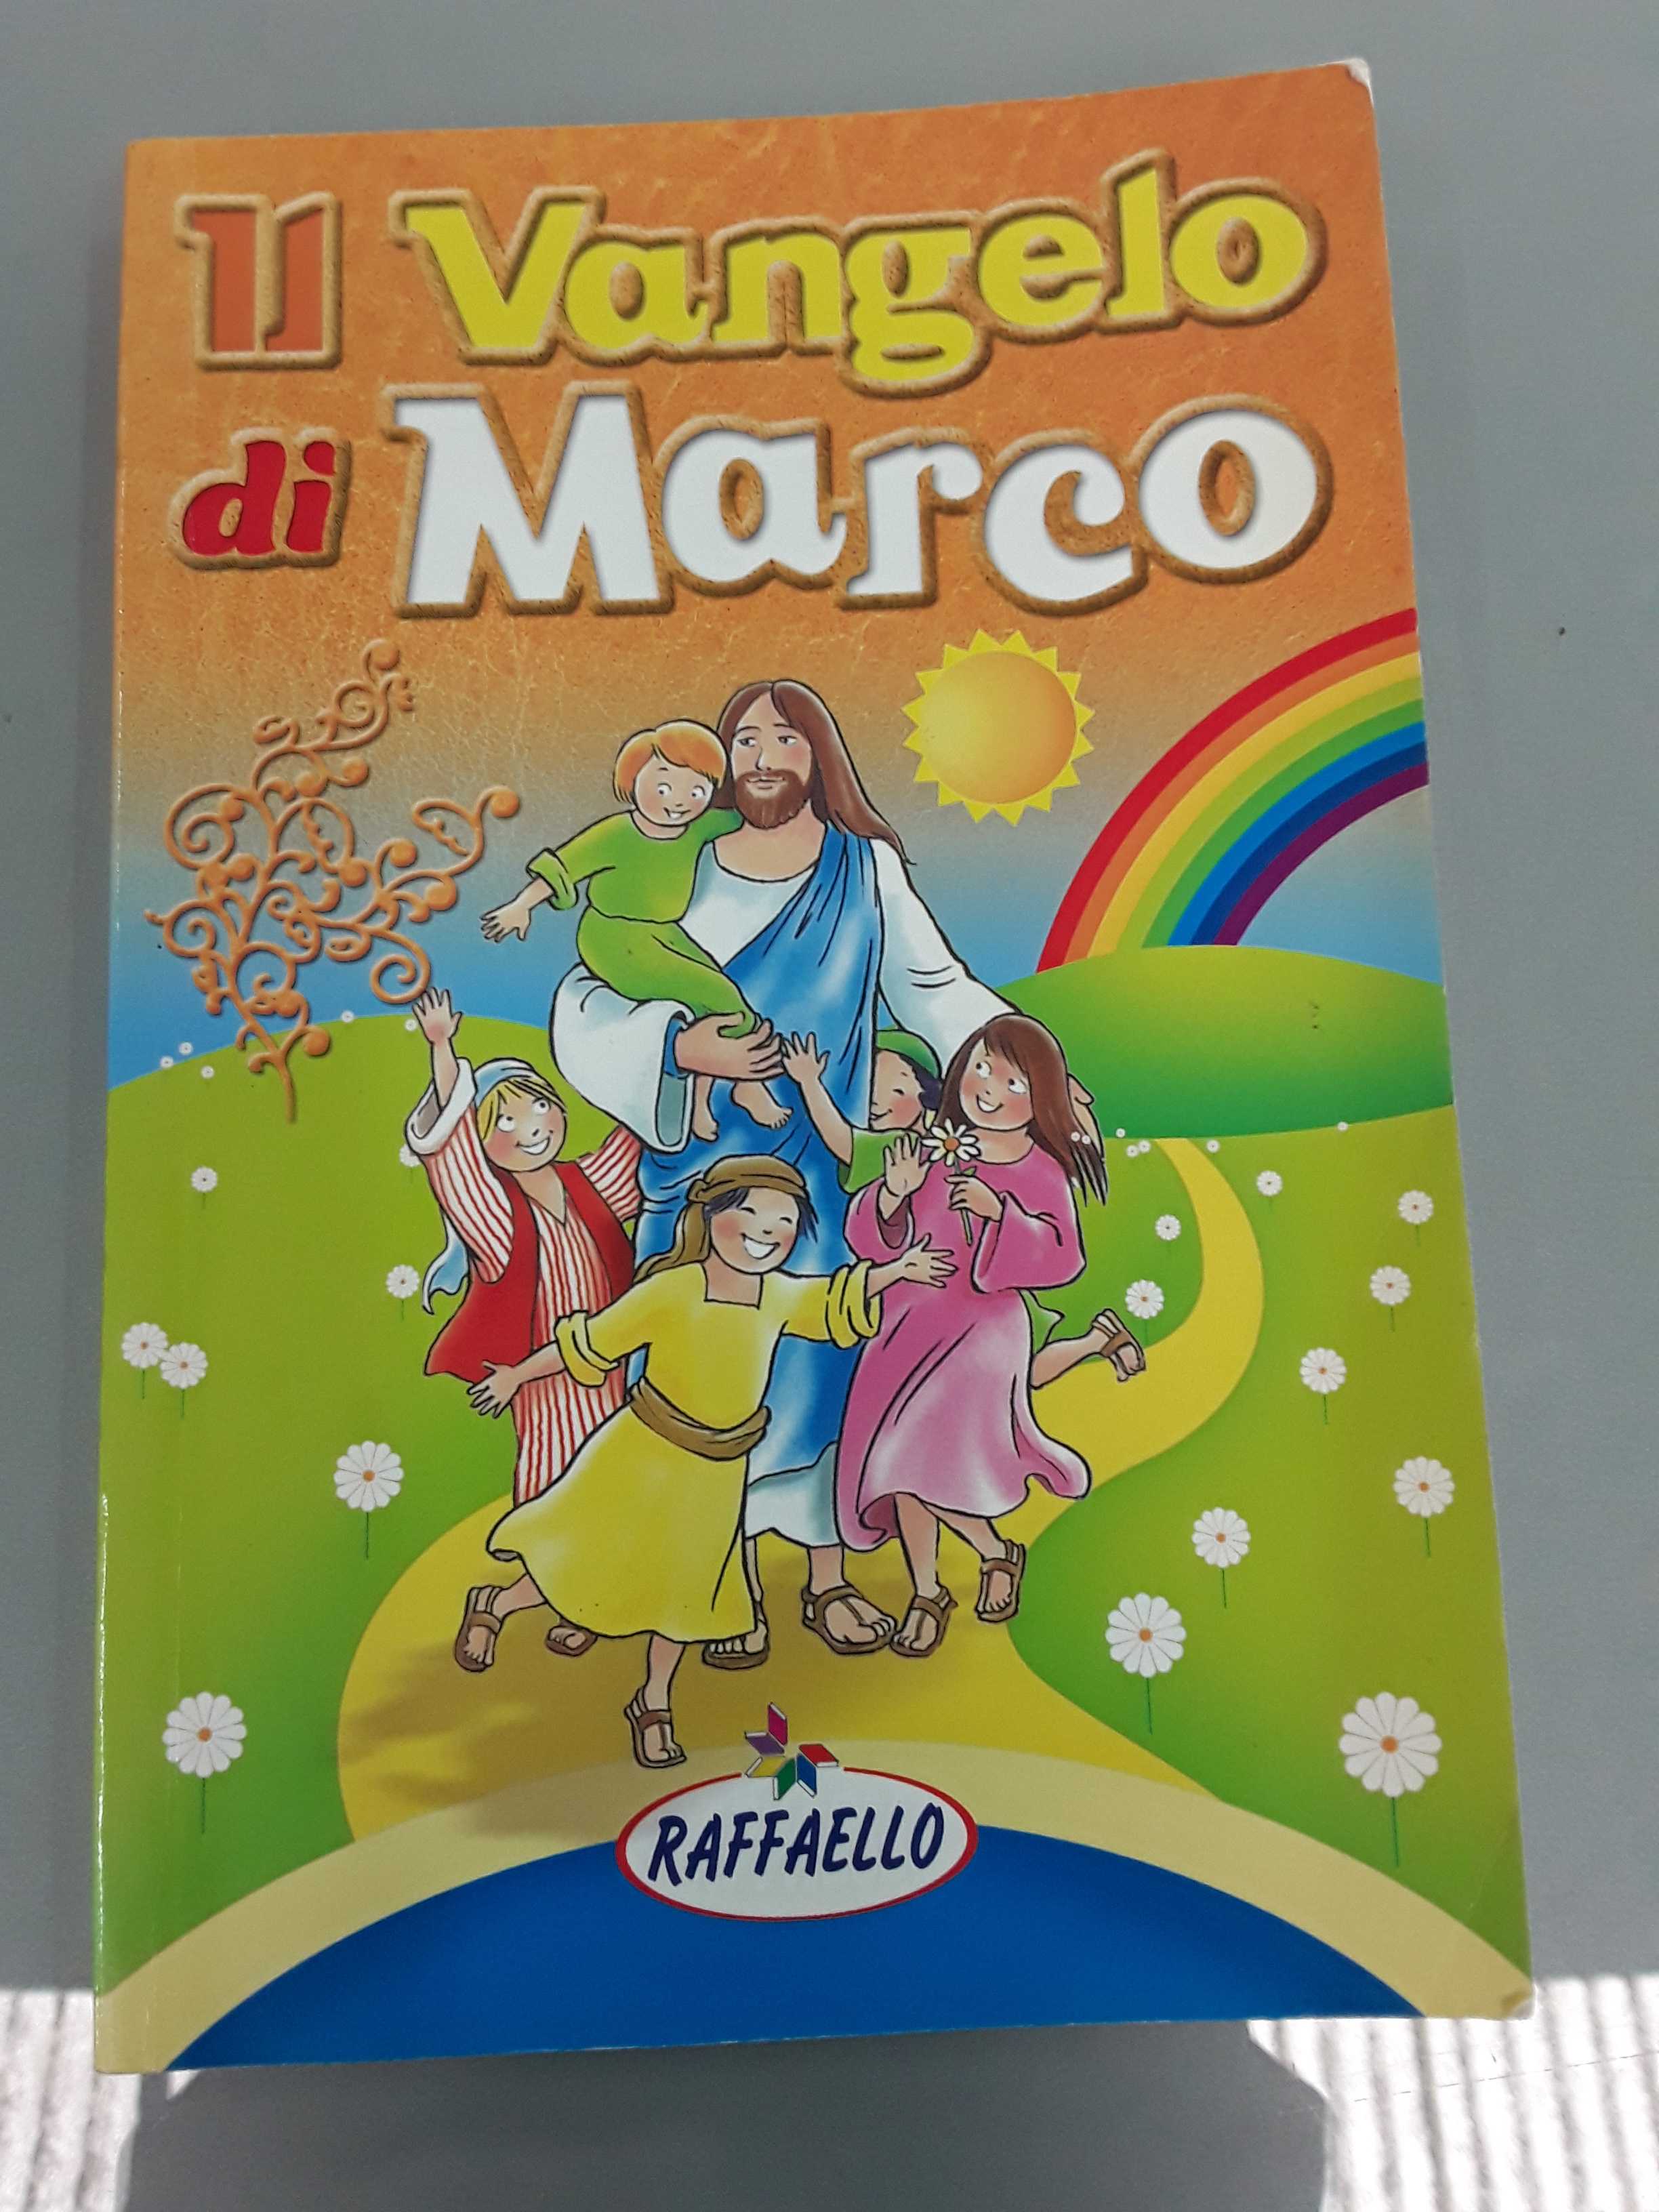 Il Vangelo
di Marco
RAFFAELLO